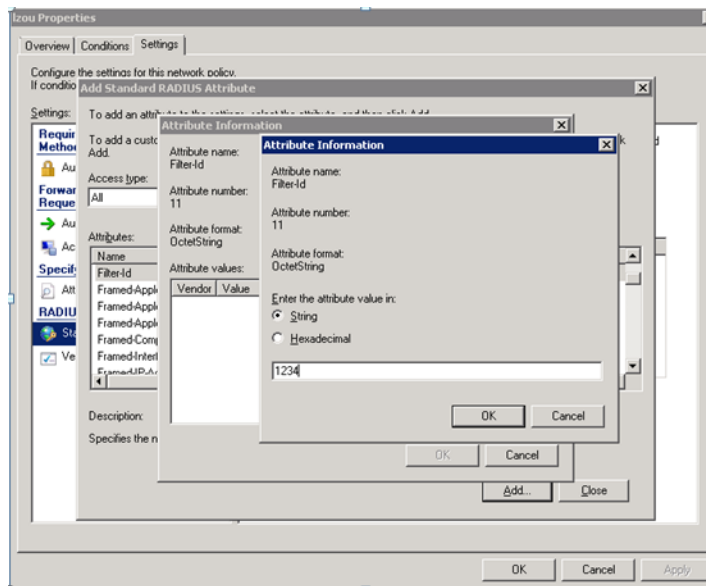 lzou Properties
Overview
Conditions
Settings
Configure the settings for this network policy.
If conditio
Add Standard RADIUS Attribute
Settings:
To add an attribute to the settings, select the attribute, and then click Add.
Requir
Metho
Au
Forwar
Reque
Au
Ac
Specif
Att
RADIU
Sta
Ve
To add a custo
Add.
Access type:
All
Attributes:
Name
Filter-Id
Framed-Appl
Framed-Appl
Framed-Appl
Framed-Comp
Framed-Interf
Framed-IP-A
Description:
Specifies the n
Add...
Close
Attribute Information
Attribute name:
Filter-Id
Attribute number:
11
Attribute format:
OctetString
Attribute values:
Vendor
Value
OK
Cancel
Attribute Information
Attribute name:
Filter-Id
Attribute number:
11
Attribute format:
OctetString
Enter the attribute value in:
String
Hexadecimal
1234
OK
Cancel
OK
Cancel
Apply